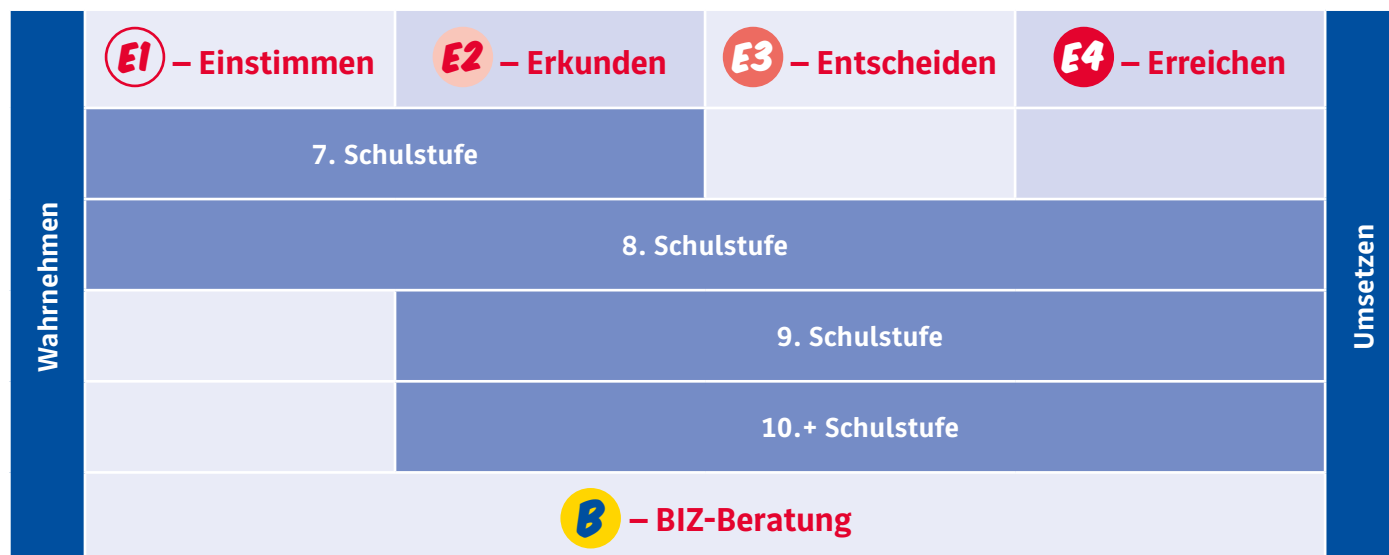 E1 – Einstimmen
E2 – Erkunden
E3 – Entscheiden
E4 – Erreichen
Wahrnehmen
7. Schulstufe
8. Schulstufe
9. Schulstufe
10.+ Schulstufe
B – BIZ-Beratung
Umsetzen